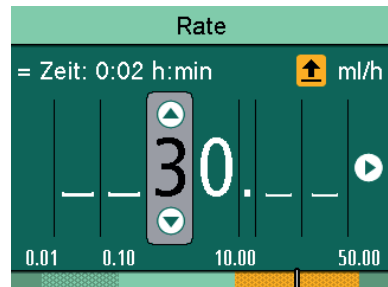 Rate
= Zeit: 0:02 h:min ml/h
_ _ 30. _ _
0.01 0.10 10.00 50.00